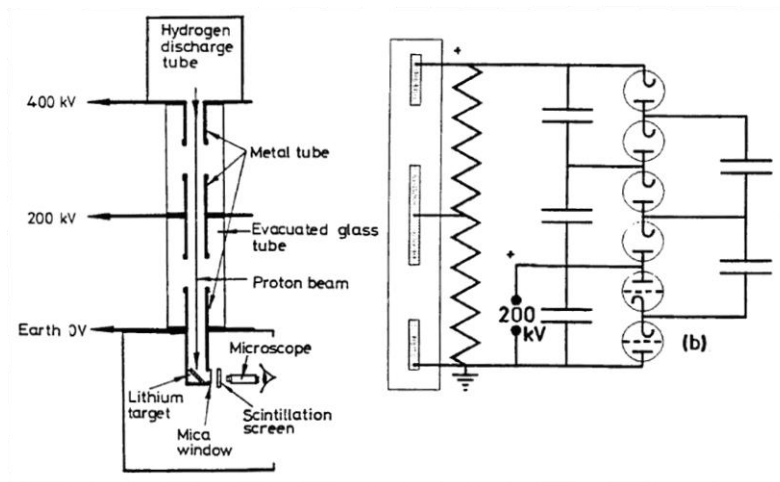 Hydrogen
discharge
tube
400 kV
Metal tube
200 kV
Evacuated glass
tube
Proton beam
Earth 0V
Microscope
Lithium
target
Scintillation
screen
Mica
window
+
+
200
kV
(b)